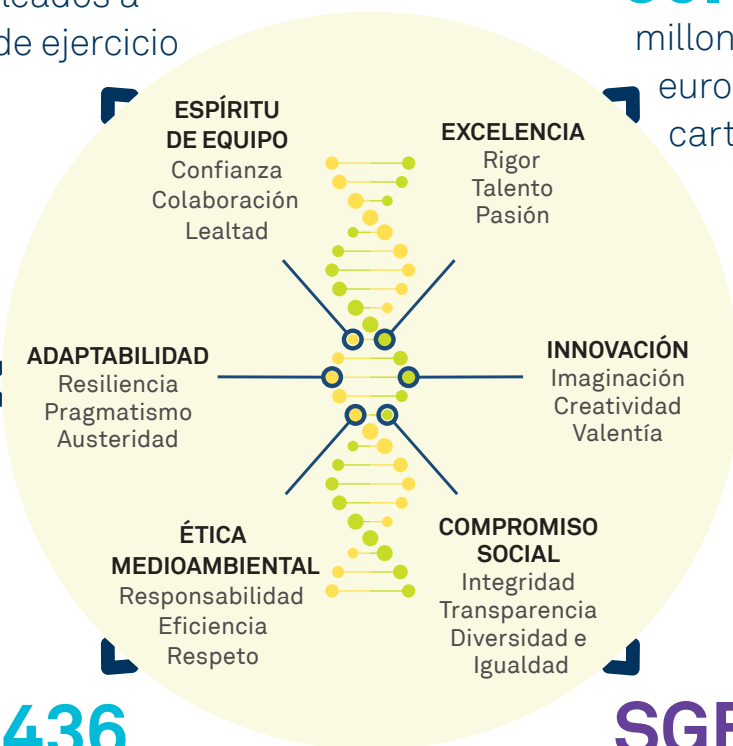 de ejercicio
millon
euro
cart
ESPÍRITU
DE EQUIPO
Confianza
Colaboración
Lealtad
EXCELENCIA
Rigor
Talento
Pasión
ADAPTABILIDAD
Resiliencia
Pragmatismo
Austeridad
INNOVACIÓN
Imaginación
Creatividad
Valentía
ÉTICA
MEDIOAMBIENTAL
Responsabilidad
Eficiencia
Respeto
COMPROMISO
SOCIAL
Integridad
Transparencia
Diversidad e
Igualdad
436